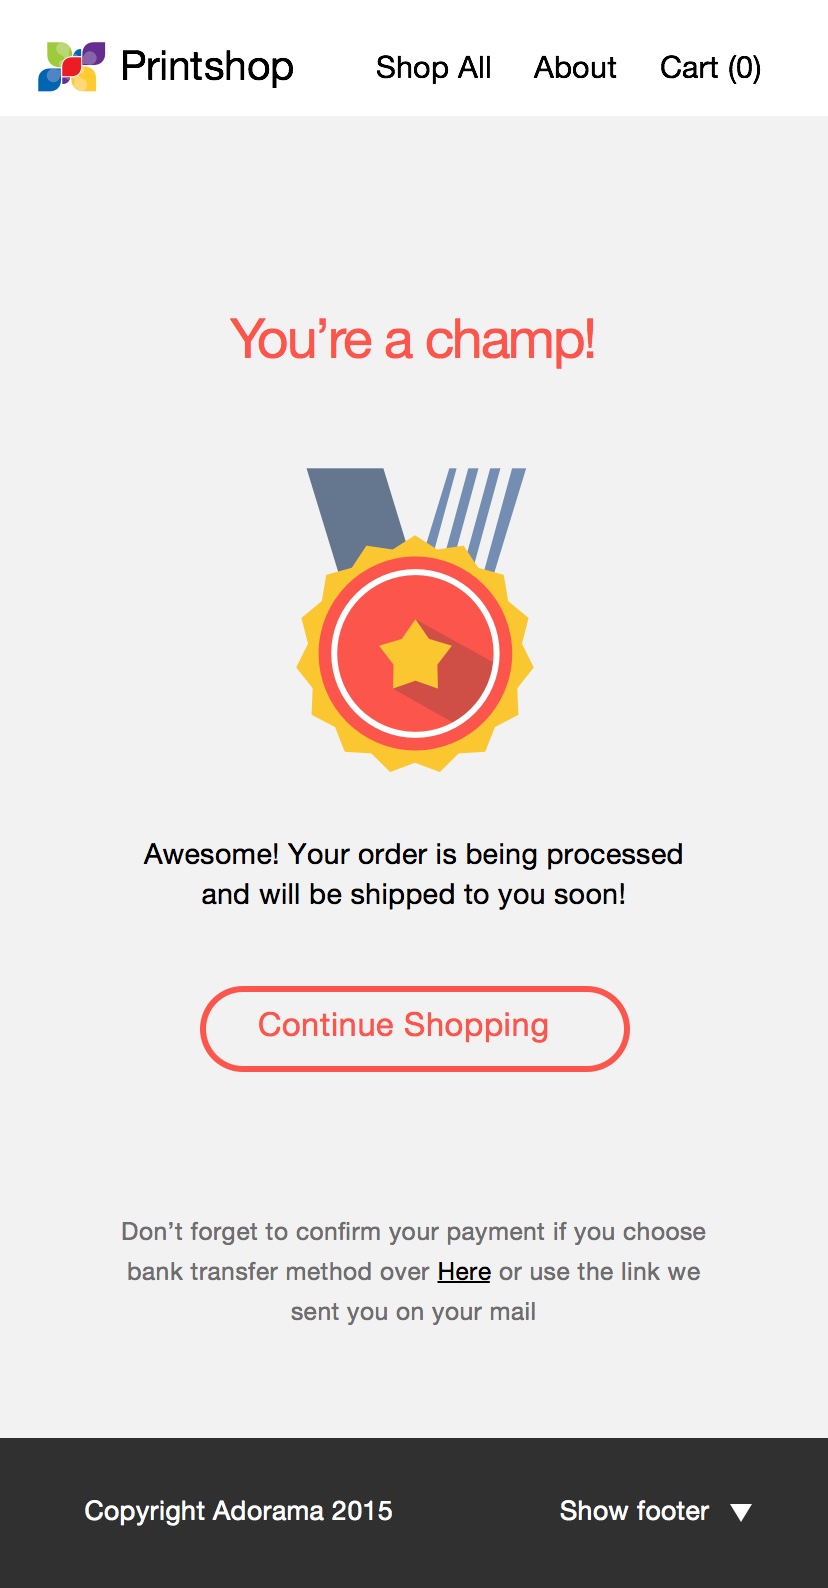 Printshop Shop All About Cart (0)
You’re a champ!
Awesome! Your order is being processed
and will be shipped to you soon!
Continue Shopping
Don’t forget to confirm your payment if you choose
bank transfer method over Here or use the link we
sent you on your mail
Copyright Adorama 2015 Show footer